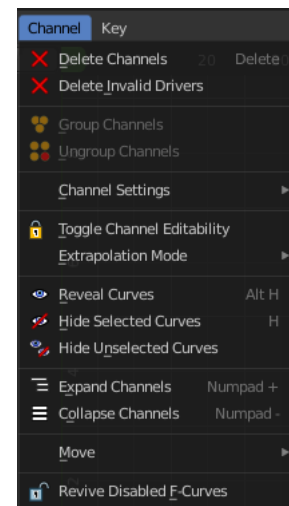 Channel Key
Delete Channels 20 Delete
Delete Invalid Drivers
Group Channels
Ungroup Channels
Channel Settings
Toggle Channel Editability
Extrapolation Mode
Reveal Curves Alt H
Hide Selected Curves H
Hide Unselected Curves
Expand Channels Numpad +
Collapse Channels Numpad -
Move
Revive Disabled F-Curves